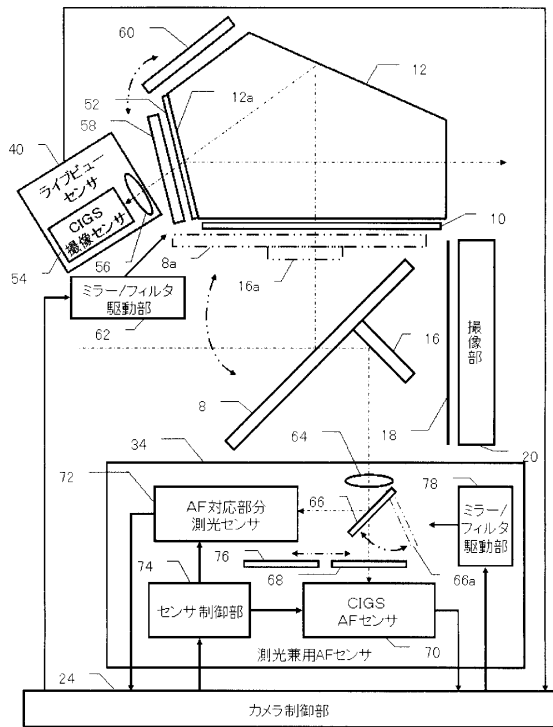 60
12
52
12a
58
40
ライブビュー
センサ
CIGS
撮像センサ
10
54
56
8a
16a
ミラー/フィルタ
駆動部
62
16
撮像部
8
18
20
34
64
72
66
78
AF対応部分
測光センサ
ミラー/
フィルタ
駆動部
76
68
66a
74
センサ制御部
CIGS
AFセンサ
70
測光兼用AFセンサ
24
カメラ制御部